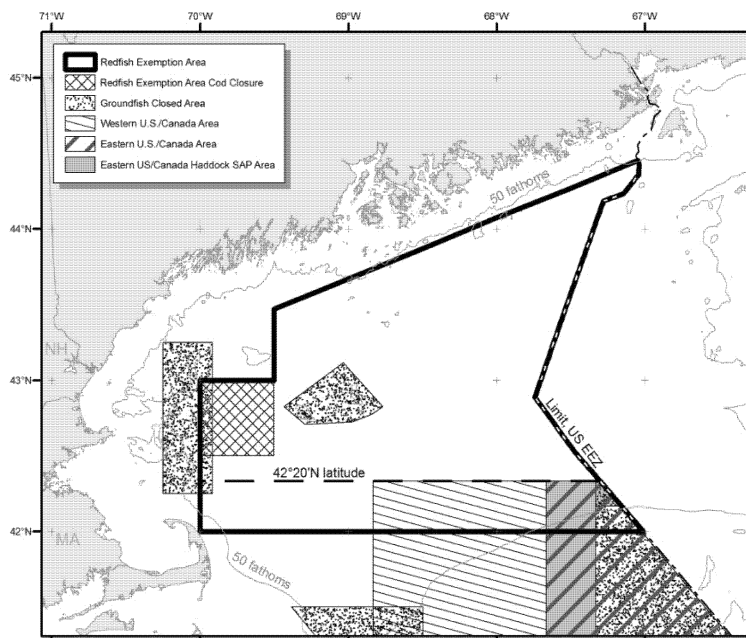 71°W 70°W 69°W 68°W 67°W
Redfish Exemption Area
Redfish Exemption Area Cod Closure
Groundfish Closed Area
Western U.S./Canada Area
Eastern U.S./Canada Area
Eastern US/Canada Haddock SAP Area
45°N
44°N
43°N
42°N
50 fathoms
NH
Limit, US EEZ
42°20'N latitude
MA
50 fathoms